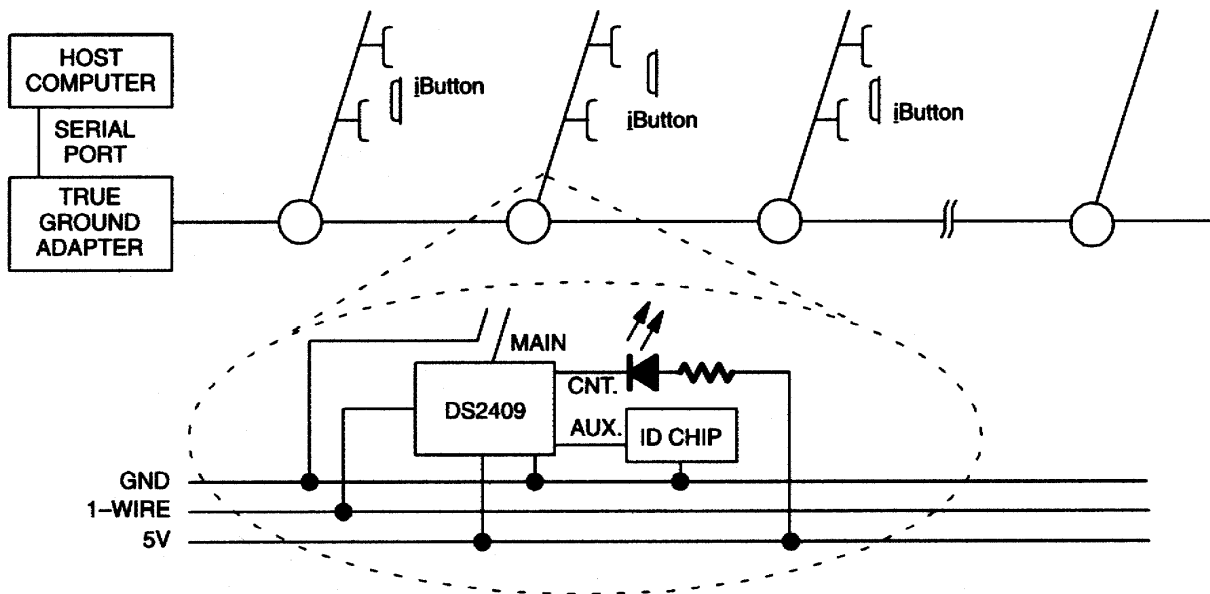 HOST
COMPUTER
SERIAL
PORT
TRUE
GROUND
ADAPTER
iButton
iButton
iButton
MAIN
CNT.
DS2409
AUX.
ID CHIP
GND
1–WIRE
5V